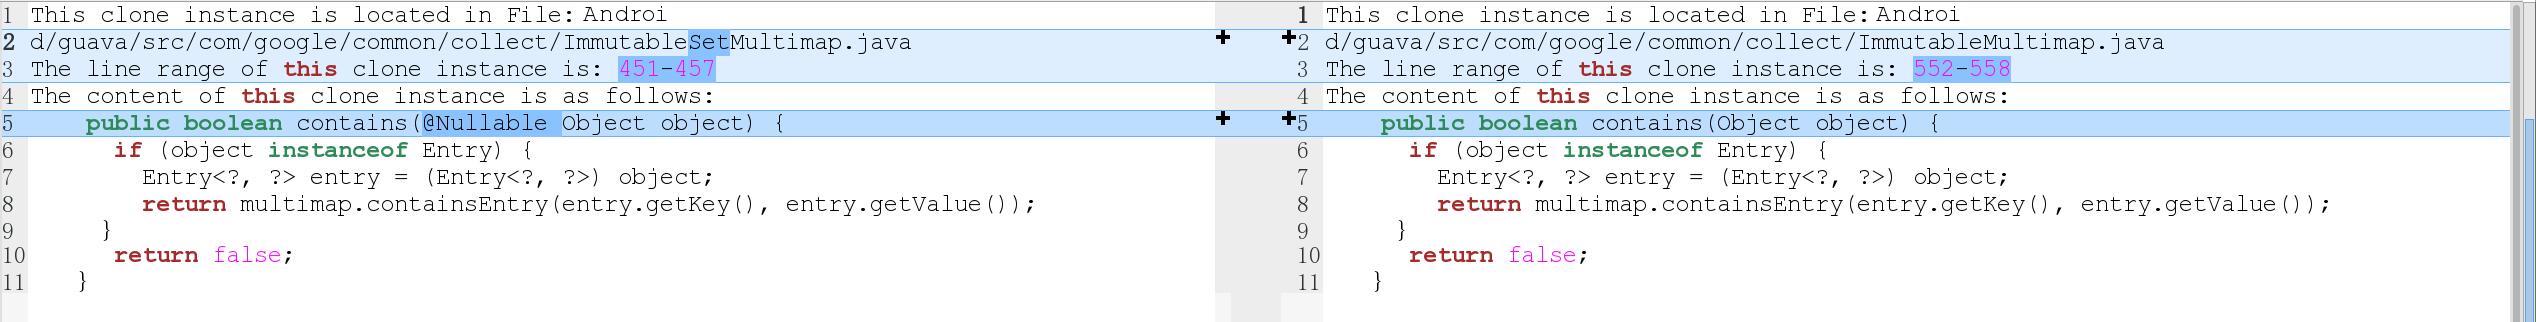 1 This clone instance is located in File: Androi
2 d/guava/src/com/google/common/collect/ImmutableSetMultimap.java
3 The line range of this clone instance is: 451-457
4 The content of this clone instance is as follows:
5 public boolean contains(@Nullable Object object) {
6 if (object instanceof Entry) {
7 Entry<?, ?> entry = (Entry<?, ?>) object;
8 return multimap.containsEntry(entry.getKey(), entry.getValue());
9 }
10 return false;
11 }
1 This clone instance is located in File: Androi
2 d/guava/src/com/google/common/collect/ImmutableMultimap.java
3 The line range of this clone instance is: 552-558
4 The content of this clone instance is as follows:
5 public boolean contains(Object object) {
6 if (object instanceof Entry) {
7 Entry<?, ?> entry = (Entry<?, ?>) object;
8 return multimap.containsEntry(entry.getKey(), entry.getValue());
9 }
10 return false;
11 }